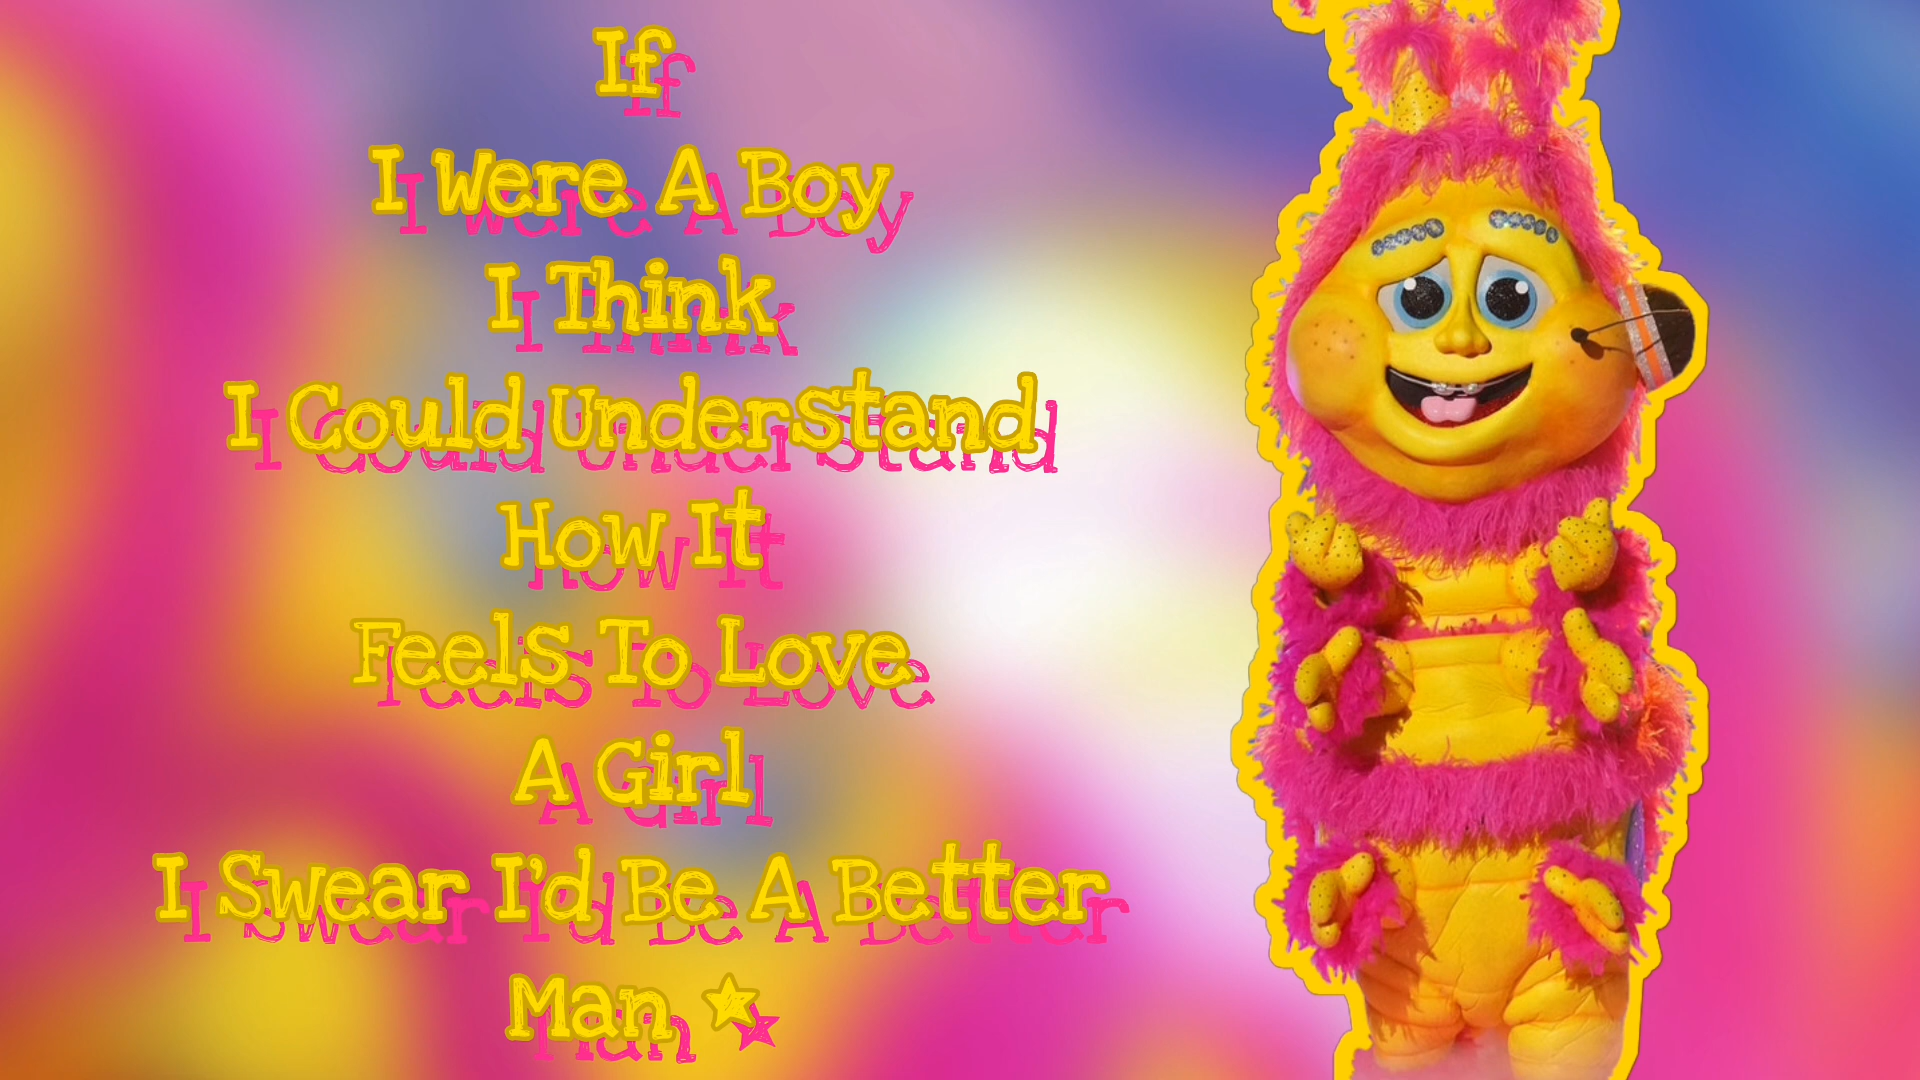 If
I Were A Boy
I Think
I Could Understand
How It
Feels To Love
A Girl
I Swear I'd Be A Better
Man ★